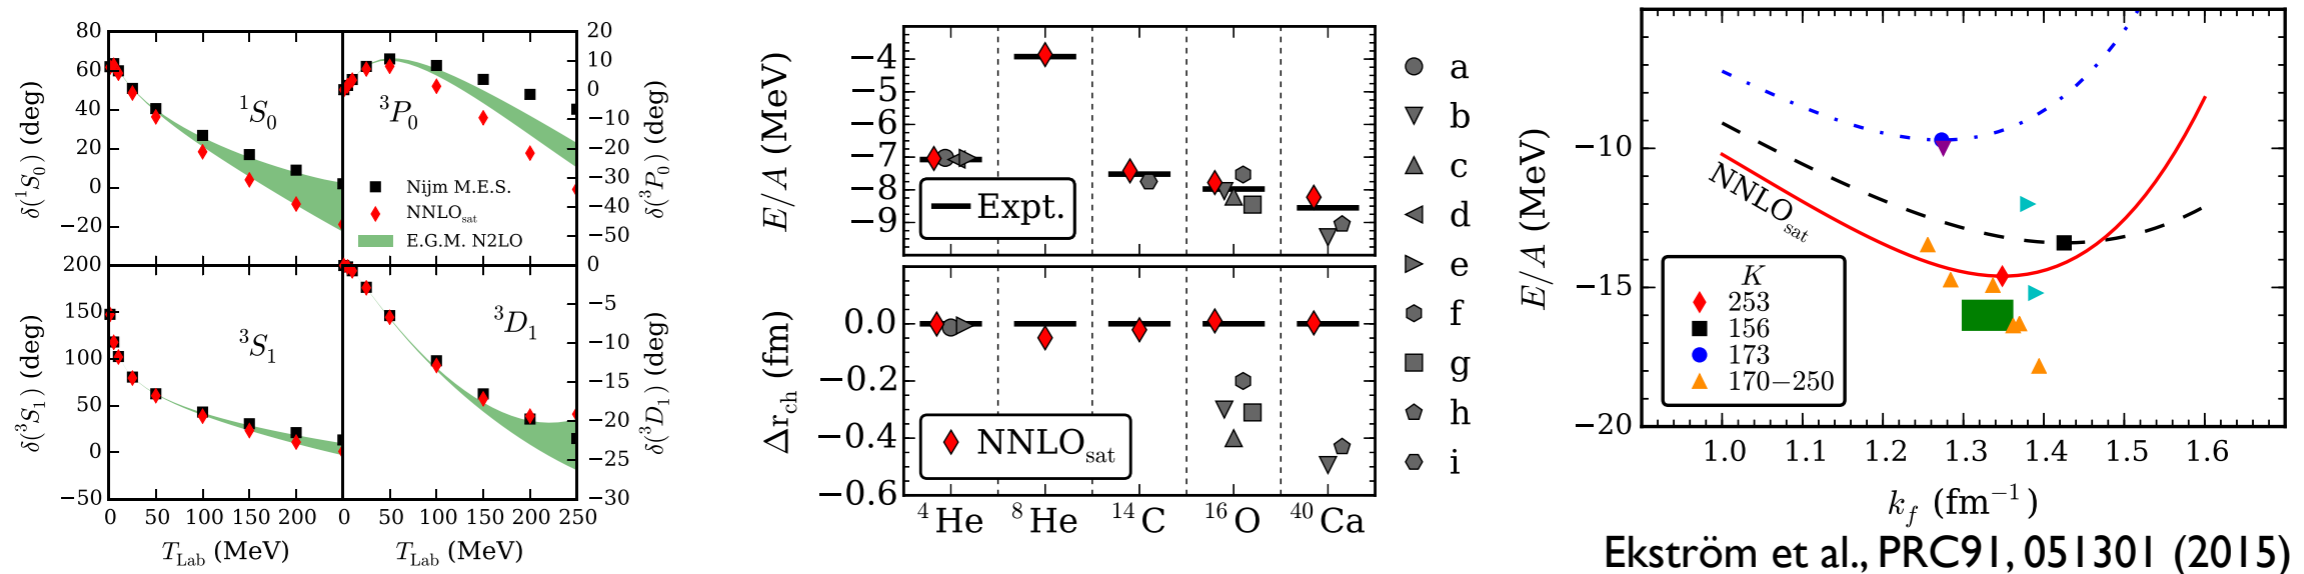 80
60
40
20
0
−20
δ(¹S₀) (deg)
¹S₀
20
10
0
−10
−20
−30
−40
−50
δ(³P₀) (deg)
³P₀
Nijm M.E.S.
NNLOsat
E.G.M. N2LO
200
150
100
50
0
−50
δ(³S₁) (deg)
³S₁
0
−5
−10
−15
−20
−25
−30
δ(³D₁) (deg)
³D₁
0 50 100 150 200 0 50 100 150 200 250
T_Lab (MeV) T_Lab (MeV)
−4
−5
−6
−7
−8
−9
E/A (MeV)
Expt.
0.0
−0.2
−0.4
−0.6
Δr_ch (fm)
NNLOsat
⁴He ⁸He ¹⁴C ¹⁶O ⁴⁰Ca
a
b
c
d
e
f
g
h
i
−10
−15
−20
E/A (MeV)
NNLOsat
K
253
156
173
170−250
1.0 1.1 1.2 1.3 1.4 1.5 1.6
k_f (fm⁻¹)
Ekström et al., PRC91, 051301 (2015)